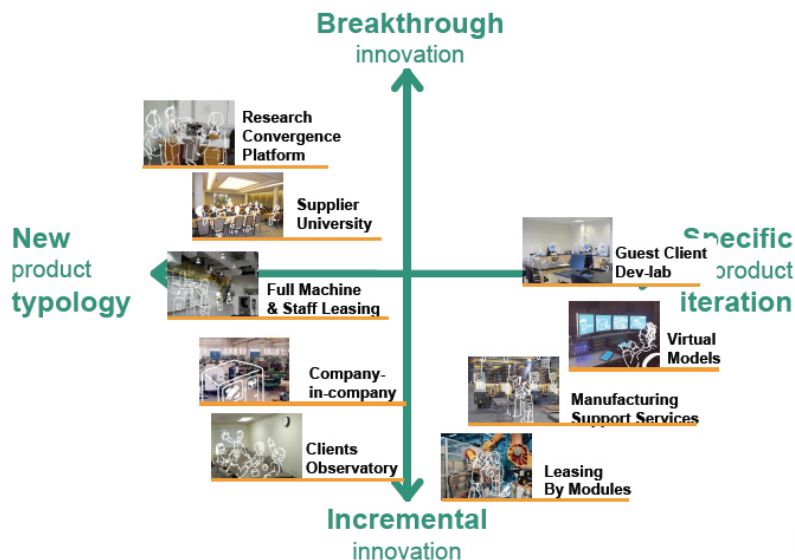 Breakthrough
innovation
Research
Convergence
Platform
Supplier
University
New
product
typology
Specific
product
iteration
Guest Client
Dev-lab
Full Machine
& Staff Leasing
Virtual
Models
Company-
in-company
Manufacturing
Support Services
Clients
Observatory
Leasing
By Modules
Incremental
innovation